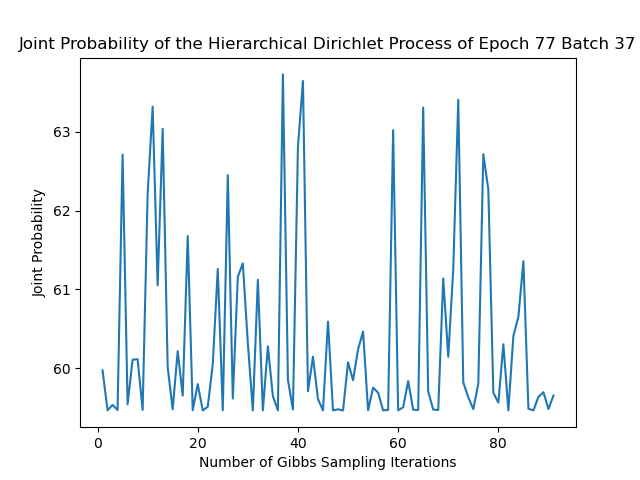 Joint Probability of the Hierarchical Dirichlet Process of Epoch 77 Batch 37
63
62
61
60
Joint Probability
0 20 40 60 80
Number of Gibbs Sampling Iterations